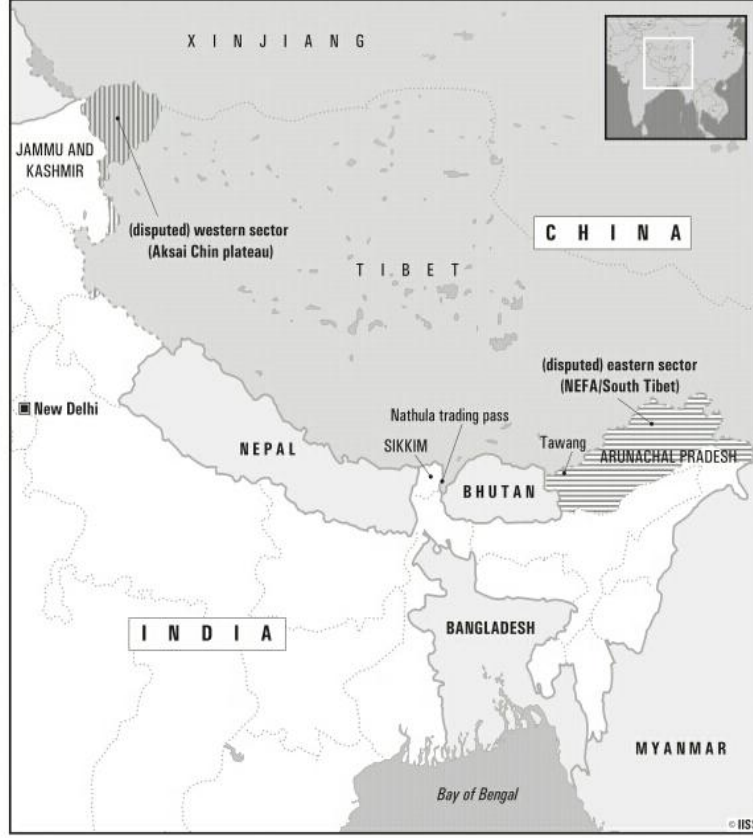 XINJIANG
JAMMU AND
KASHMIR
(disputed) western sector
(Aksai Chin plateau)
CHINA
TIBET
(disputed) eastern sector
(NEFA/South Tibet)
New Delhi
Nathula trading pass
NEPAL
SIKKIM
Tawang
ARUNACHAL PRADESH
BHUTAN
INDIA
BANGLADESH
MYANMAR
Bay of Bengal